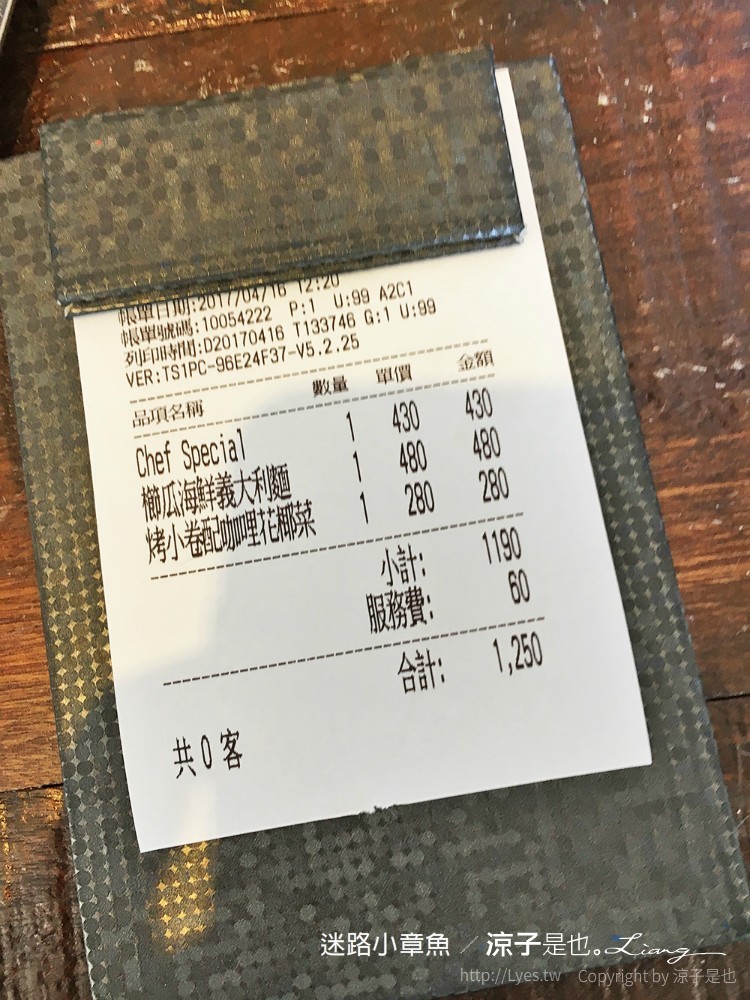 帳單日期:2017/04/16 12:20
帳單號碼:10054222 P:1 U:99 A2C1
列印時間:D20170416 T133746 G:1 U:99
VER:TS1PC-96E24F37-V5.2.25
品項名稱 數量 單價 金額
Chef Special 1 430 430
櫛瓜海鮮義大利麵 1 480 480
烤小卷配咖哩花椰菜 1 280 280
小計: 1190
服務費: 60
合計: 1,250
共0客
迷路小章魚 / 涼子是也。Liang
http://Lyes.tw Copyright by 涼子是也